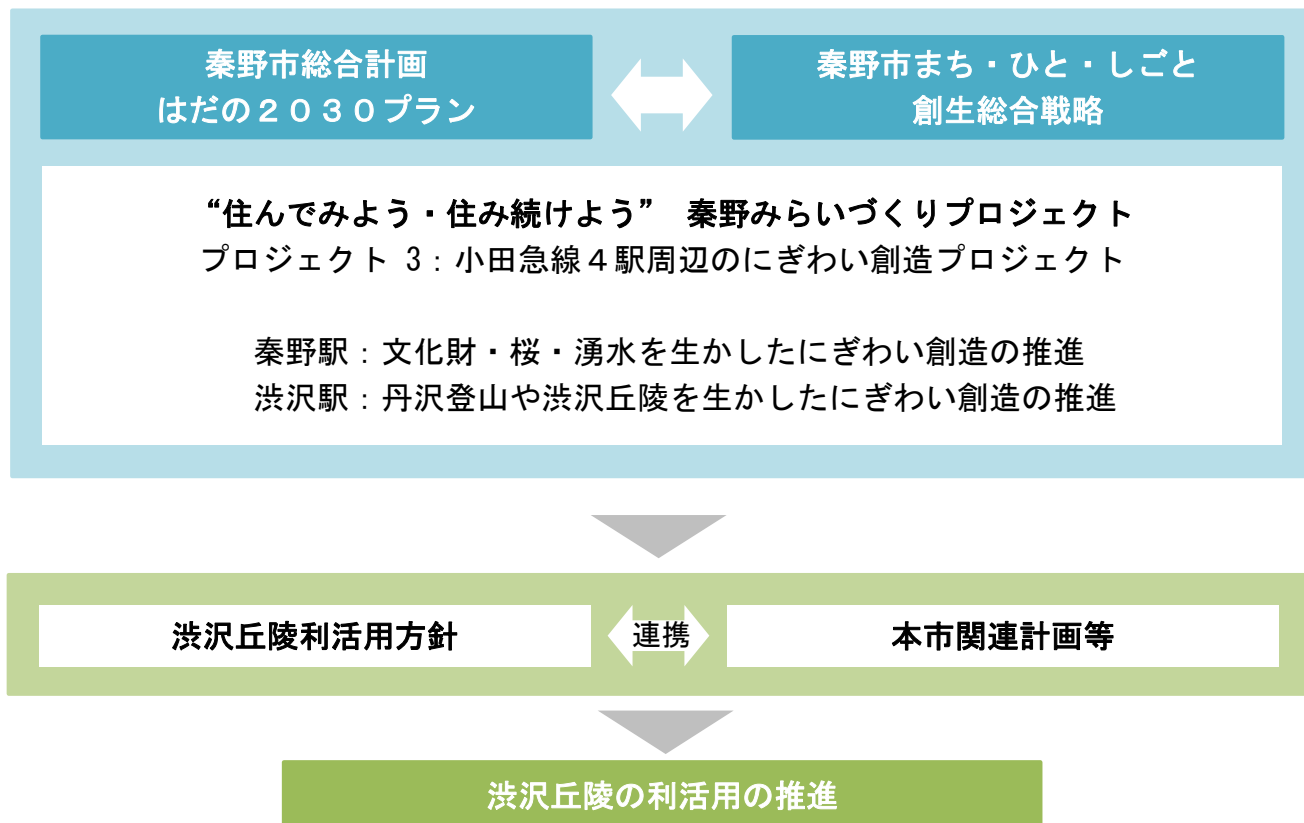 秦野市総合計画
はだの２０３０プラン
秦野市まち・ひと・しごと
創生総合戦略
“住んでみよう・住み続けよう”　秦野みらいづくりプロジェクト
プロジェクト 3：小田急線４駅周辺のにぎわい創造プロジェクト
秦野駅：文化財・桜・湧水を生かしたにぎわい創造の推進
渋沢駅：丹沢登山や渋沢丘陵を生かしたにぎわい創造の推進
渋沢丘陵利活用方針
連携
本市関連計画等
渋沢丘陵の利活用の推進